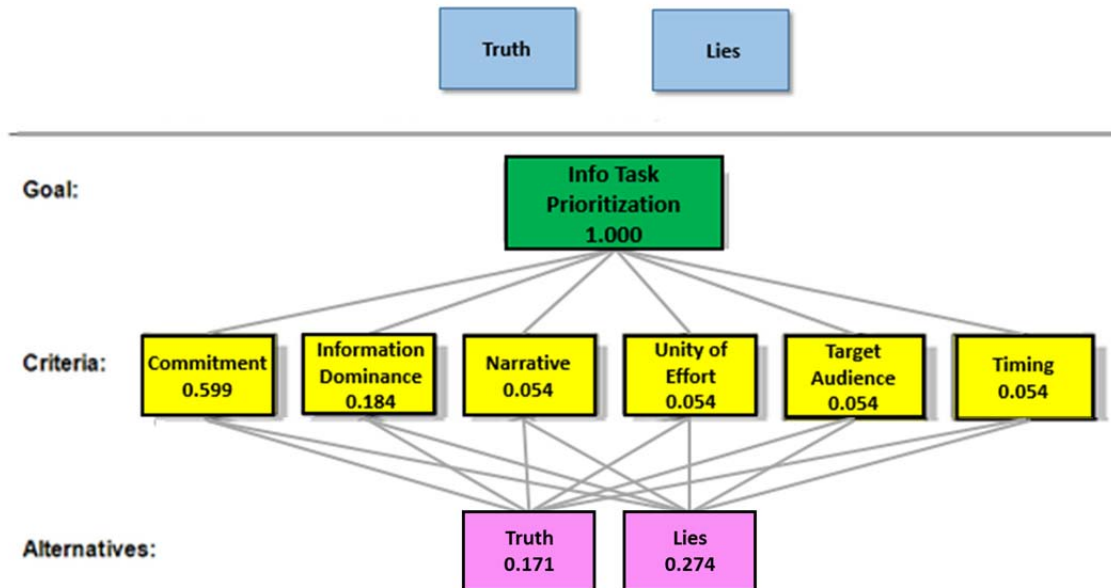 Truth
Lies
Goal:
Info Task
Prioritization
1.000
Criteria:
Commitment
0.599
Information
Dominance
0.184
Narrative
0.054
Unity of
Effort
0.054
Target
Audience
0.054
Timing
0.054
Alternatives:
Truth
0.171
Lies
0.274